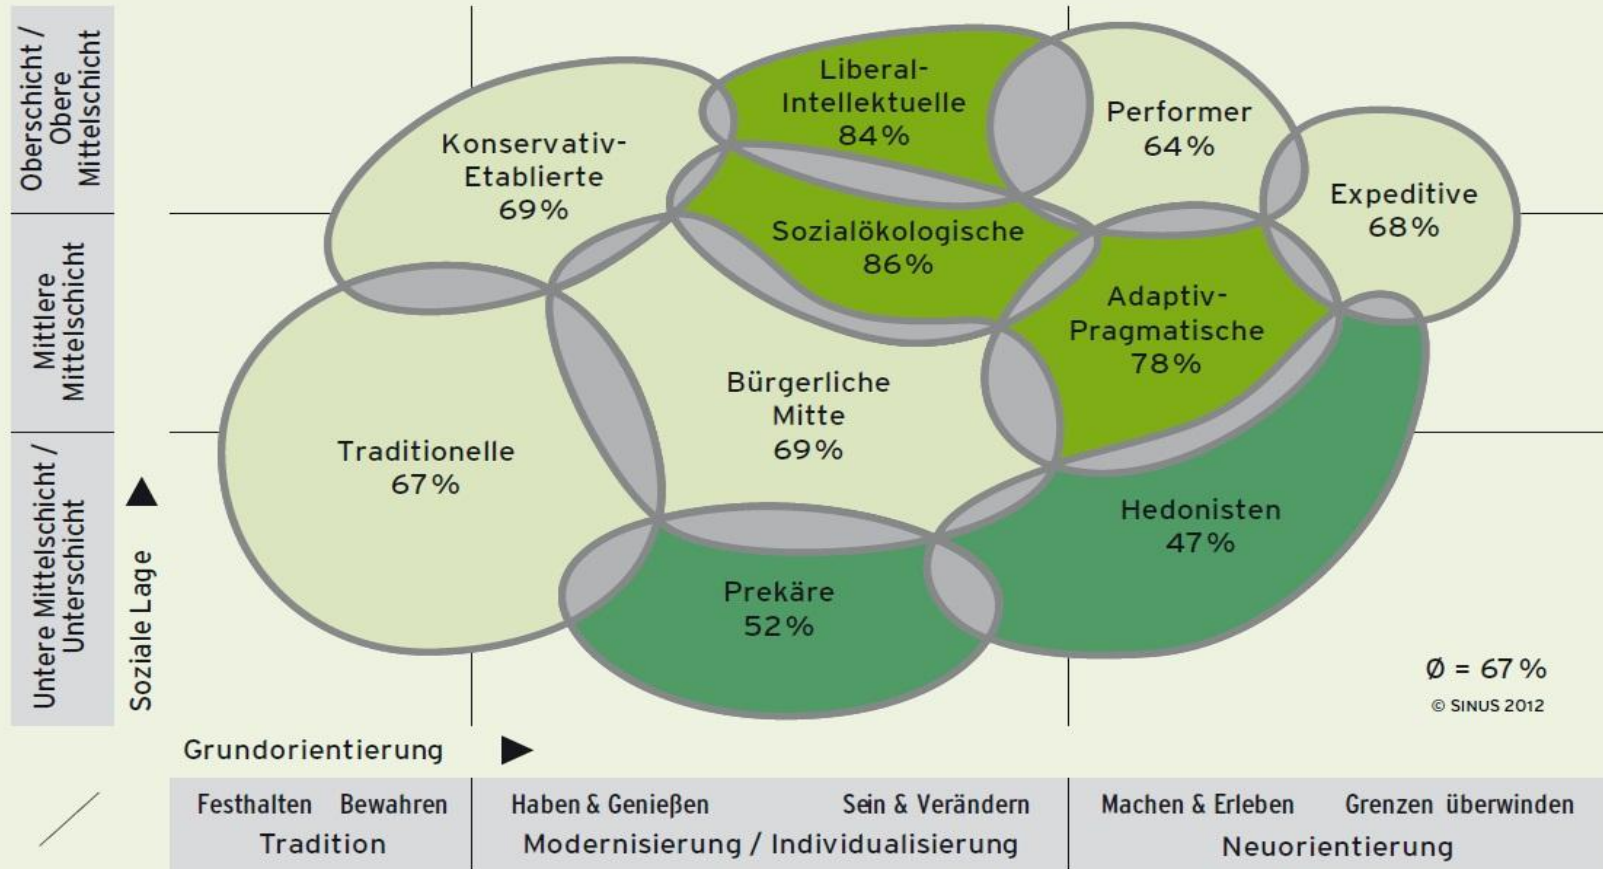 Oberschicht /
Obere
Mittelschicht
Mittlere
Mittelschicht
Untere Mittelschicht /
Unterschicht
Soziale Lage
Liberal-
Intellektuelle
84%
Performer
64%
Konservativ-
Etablierte
69%
Expeditive
68%
Sozialökologische
86%
Adaptiv-
Pragmatische
78%
Bürgerliche
Mitte
69%
Traditionelle
67%
Hedonisten
47%
Prekäre
52%
Ø = 67%
© SINUS 2012
Grundorientierung
Festhalten Bewahren
Tradition
Haben & Genießen Sein & Verändern
Modernisierung / Individualisierung
Machen & Erleben Grenzen überwinden
Neuorientierung